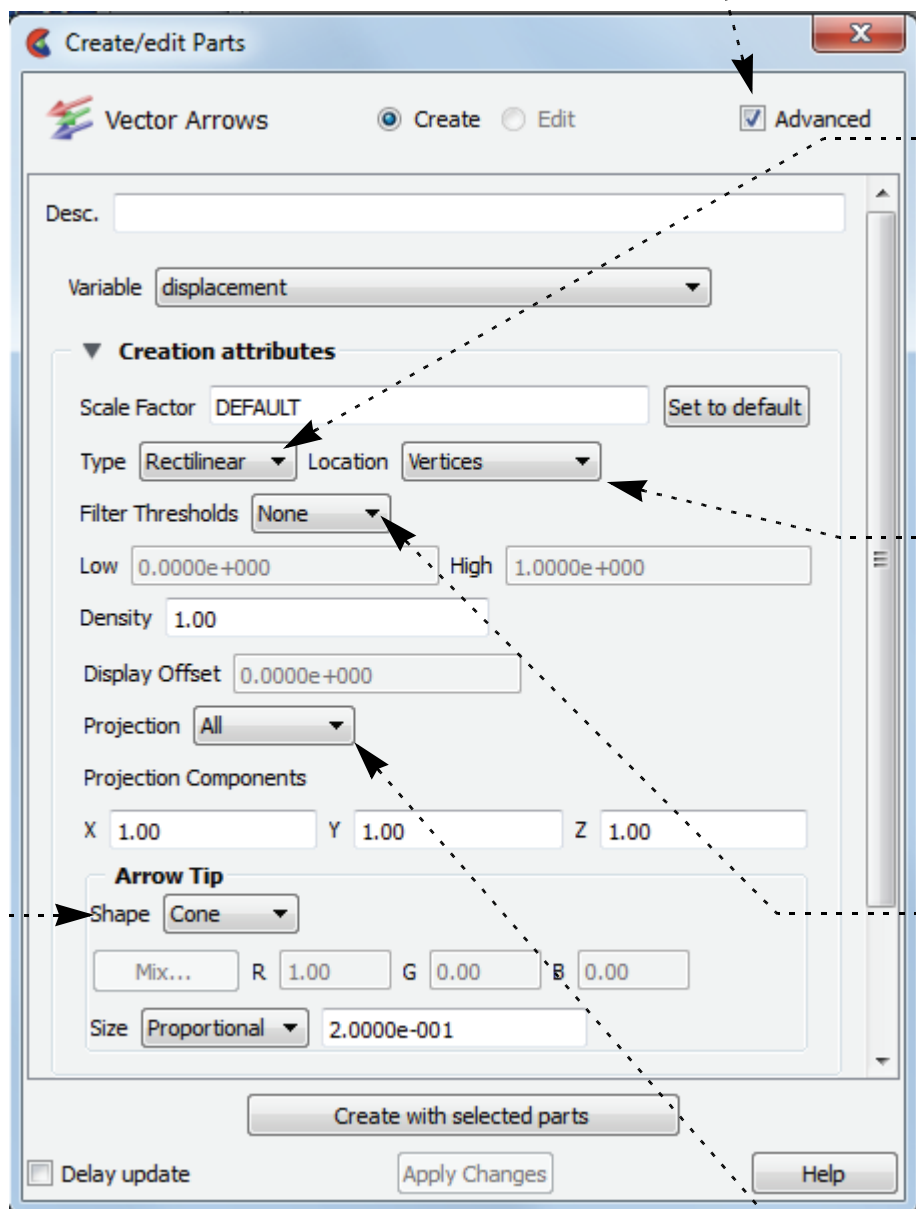 Create/edit Parts
Vector Arrows Create Edit Advanced
Desc.
Variable displacement
Creation attributes
Scale Factor DEFAULT Set to default
Type Rectilinear Location Vertices
Filter Thresholds None
Low 0.0000e+000 High 1.0000e+000
Density 1.00
Display Offset 0.0000e+000
Projection All
Projection Components
X 1.00 Y 1.00 Z 1.00
Arrow Tip
Shape Cone
Mix... R 1.00 G 0.00 B 0.00
Size Proportional 2.0000e-001
Create with selected parts
Delay update Apply Changes Help